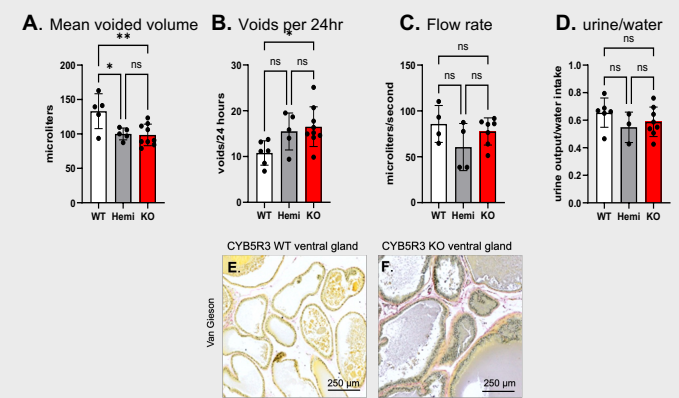 A. Mean voided volume
**
*
ns
microliters
200
150
100
50
0
WT Hemi KO
B. Voids per 24hr
*
ns
ns
voids/24 hours
30
20
10
0
WT Hemi KO
C. Flow rate
ns
ns
ns
microliters/second
150
100
50
0
WT Hemi KO
D. urine/water
ns
ns
ns
urine output/water intake
1.0
0.8
0.6
0.4
0.2
0.0
WT Hemi KO
CYB5R3 WT ventral gland
CYB5R3 KO ventral gland
Van Gieson
E.
250 µm
F.
250 µm